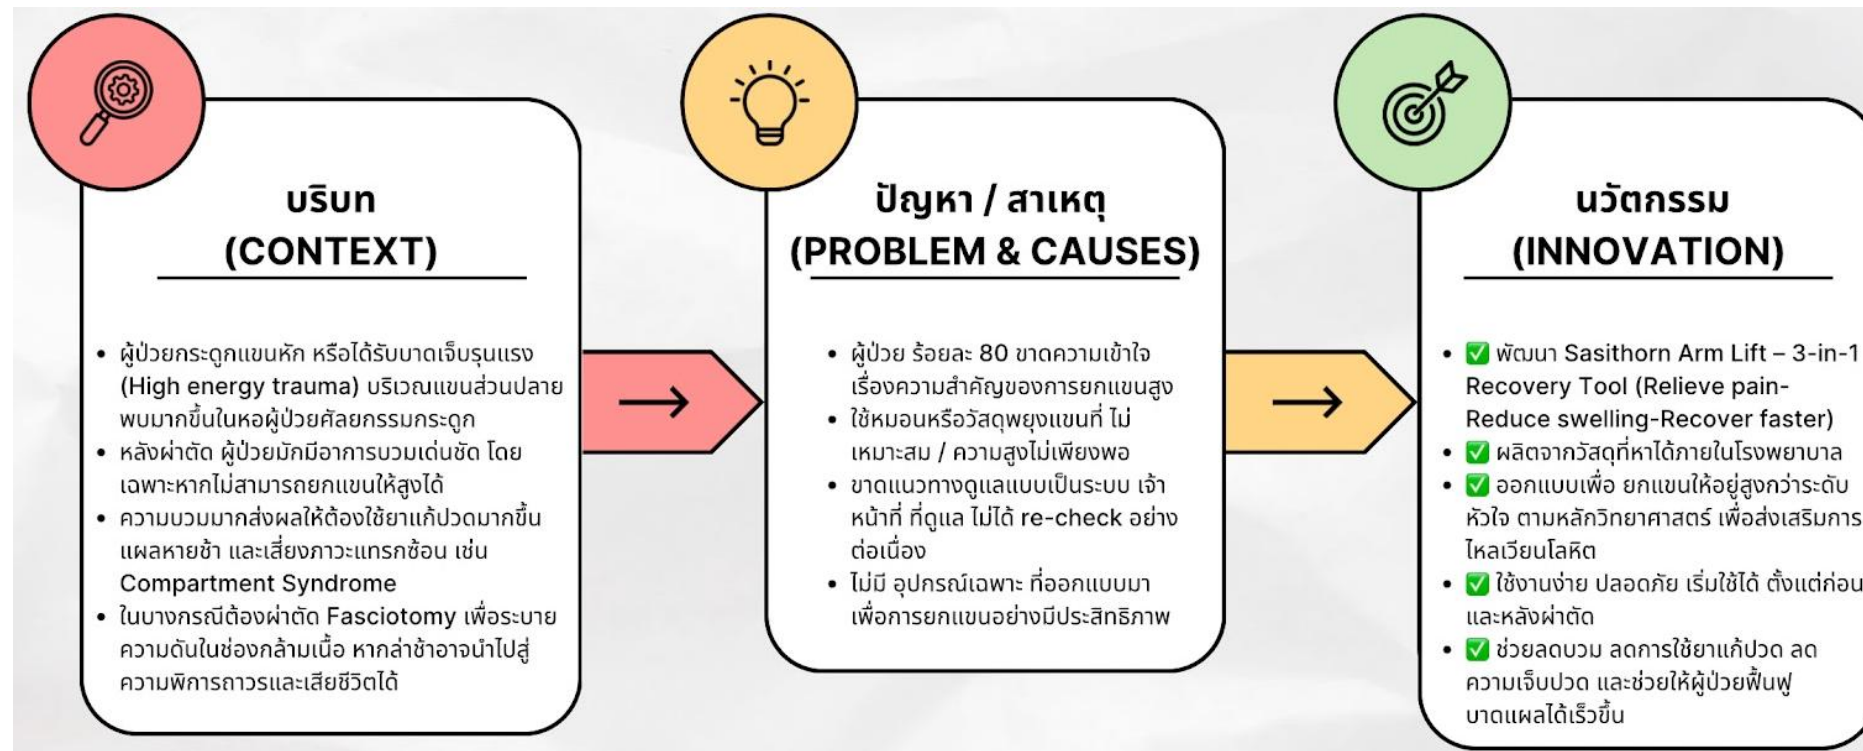 บริบท
(CONTEXT)
• ผู้ป่วยกระดูกแขนหัก หรือได้รับบาดเจ็บรุนแรง
(High energy trauma) บริเวณแขนส่วนปลาย
พบมากขึ้นในหอผู้ป่วยศัลยกรรมกระดูก
• หลังผ่าตัด ผู้ป่วยมักมีอาการบวมเด่นชัด โดย
เฉพาะหากไม่สามารถยกแขนให้สูงได้
• ความบวมมากส่งผลให้ต้องใช้ยาแก้ปวดมากขึ้น
แผลหายช้า และเสี่ยงภาวะแทรกซ้อน เช่น
Compartment Syndrome
• ในบางกรณีต้องผ่าตัด Fasciotomy เพื่อระบาย
ความดันในช่องกล้ามเนื้อ หากล่าช้าอาจนำไปสู่
ความพิการถาวรและเสียชีวิตได้
ปัญหา / สาเหตุ
(PROBLEM & CAUSES)
• ผู้ป่วย ร้อยละ 80 ขาดความเข้าใจ
เรื่องความสำคัญของการยกแขนสูง
• ใช้หมอนหรือวัสดุพยุงแขนที่ ไม่
เหมาะสม / ความสูงไม่เพียงพอ
• ขาดแนวทางดูแลแบบเป็นระบบ เจ้า
หน้าที่ ที่ดูแล ไม่ได้ re-check อย่าง
ต่อเนื่อง
• ไม่มี อุปกรณ์เฉพาะ ที่ออกแบบมา
เพื่อการยกแขนอย่างมีประสิทธิภาพ
นวัตกรรม
(INNOVATION)
• ✅ พัฒนา Sasithorn Arm Lift – 3-in-1
Recovery Tool (Relieve pain-
Reduce swelling-Recover faster)
• ✅ ผลิตจากวัสดุที่หาได้ภายในโรงพยาบาล
• ✅ ออกแบบเพื่อ ยกแขนให้อยู่สูงกว่าระดับ
หัวใจ ตามหลักวิทยาศาสตร์ เพื่อส่งเสริมการ
ไหลเวียนโลหิต
• ✅ ใช้งานง่าย ปลอดภัย เริ่มใช้ได้ ตั้งแต่ก่อน
และหลังผ่าตัด
• ✅ ช่วยลดบวม ลดการใช้ยาแก้ปวด ลด
ความเจ็บปวด และช่วยให้ผู้ป่วยฟื้นฟู
บาดแผลได้เร็วขึ้น